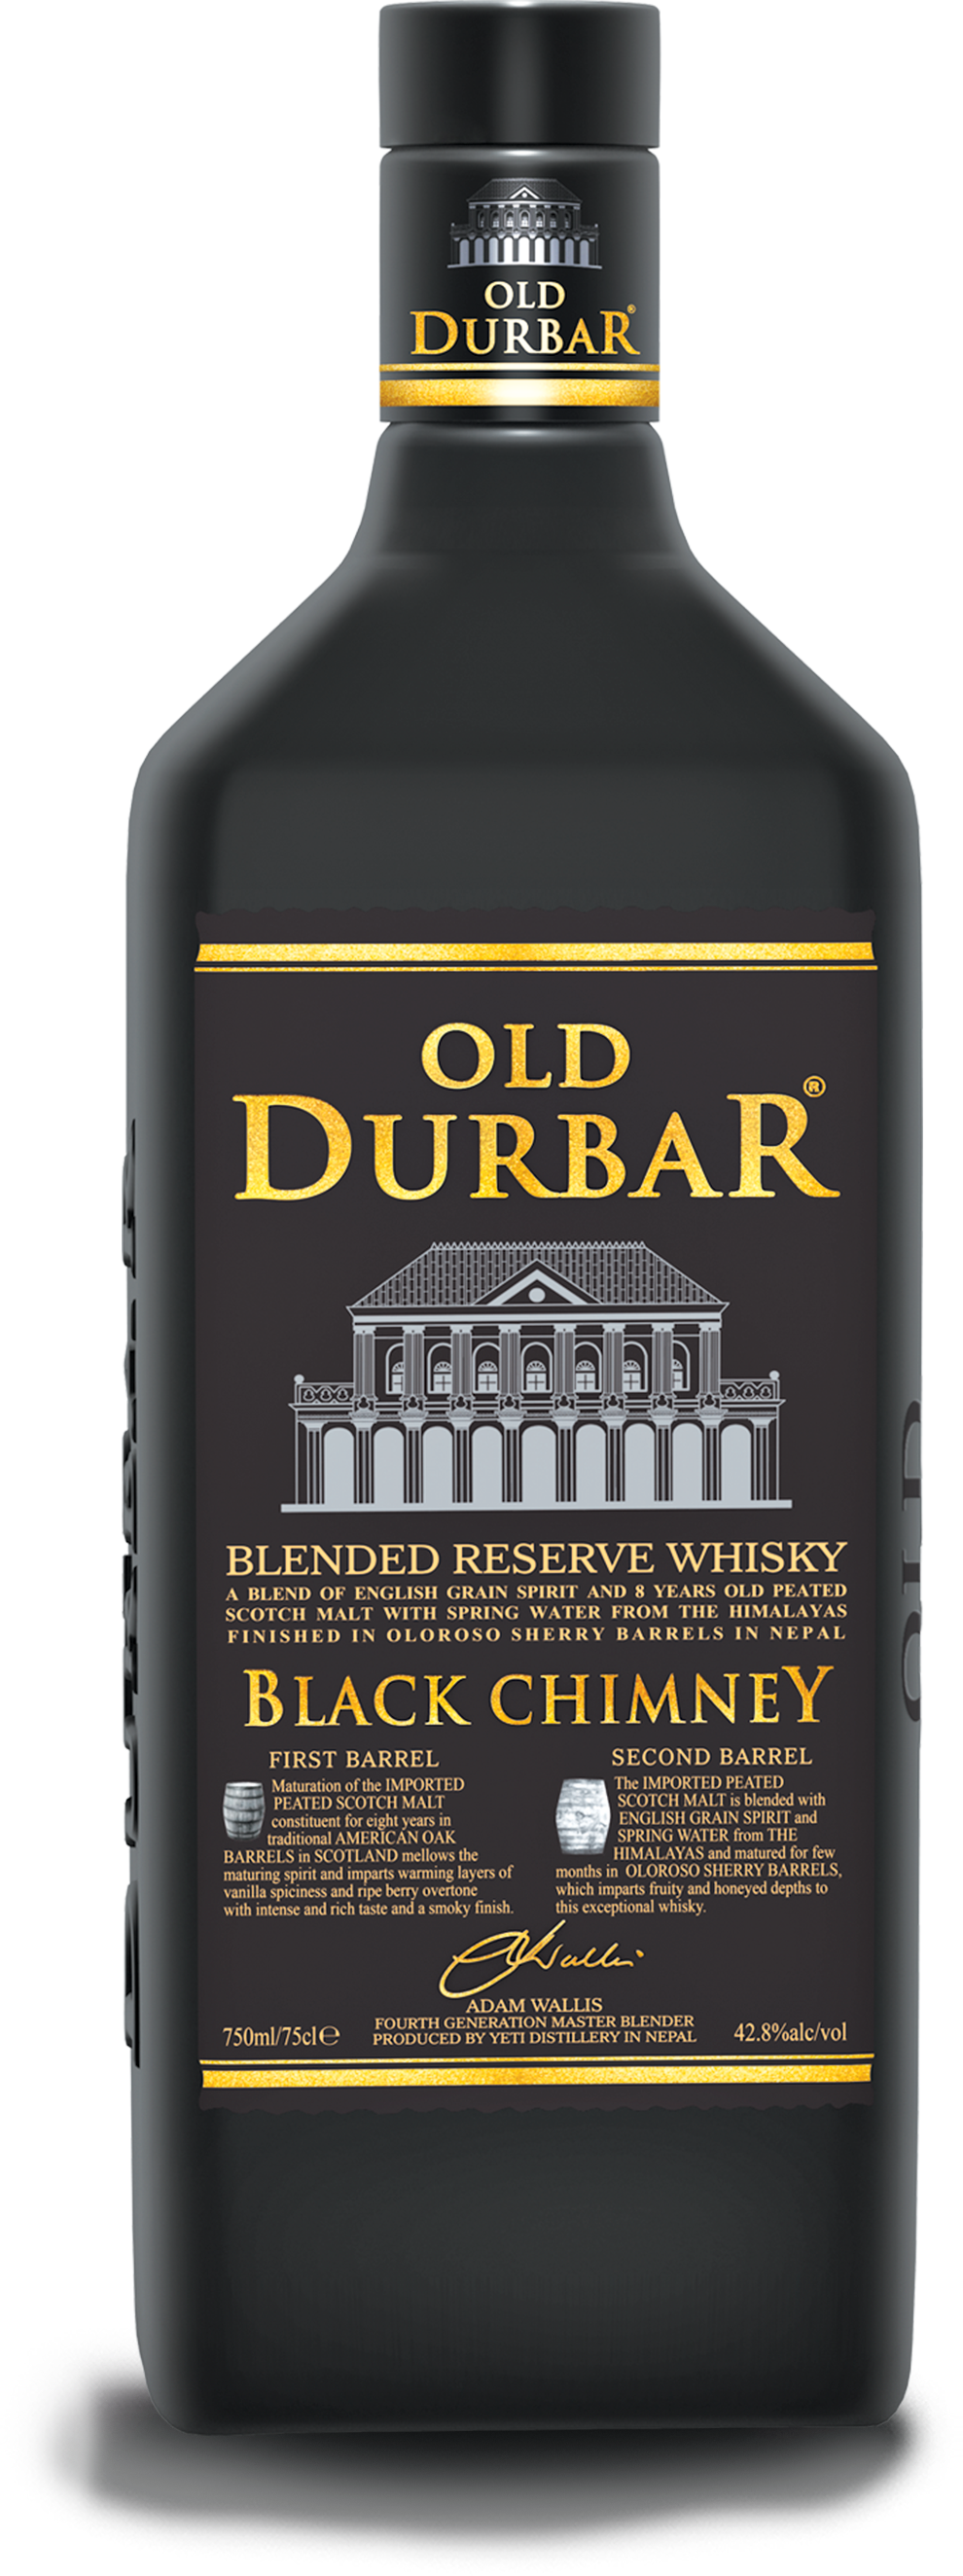 OLD
DURBAR®
OLD
DURBAR®
BLENDED RESERVE WHISKY
A BLEND OF ENGLISH GRAIN SPIRIT AND 8 YEARS OLD PEATED
SCOTCH MALT WITH SPRING WATER FROM THE HIMALAYAS
FINISHED IN OLOROSO SHERRY BARRELS IN NEPAL
BLACK CHIMNEY
FIRST BARREL
Maturation of the IMPORTED
PEATED SCOTCH MALT
constituent for eight years in
traditional AMERICAN OAK
BARRELS in SCOTLAND mellows the
maturing spirit and imparts warming layers of
vanilla spiciness and ripe berry overtone
with intense and rich taste and a smoky finish.
SECOND BARREL
The IMPORTED PEATED
SCOTCH MALT is blended with
ENGLISH GRAIN SPIRIT and
SPRING WATER from THE
HIMALAYAS and matured for few
months in OLOROSO SHERRY BARRELS,
which imparts fruity and honeyed depths to
this exceptional whisky.
AWallis
ADAM WALLIS
FOURTH GENERATION MASTER BLENDER
PRODUCED BY YETI DISTILLERY IN NEPAL
750ml/75cl℮
42.8%alc/vol
OLD